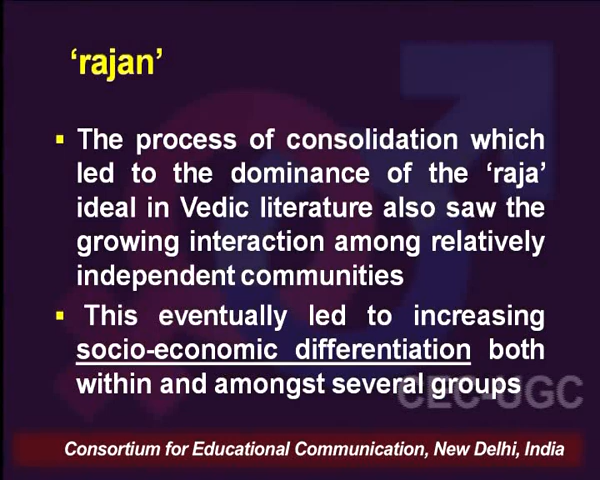 ‘rajan’
▪ The process of consolidation which
led to the dominance of the ‘raja’
ideal in Vedic literature also saw the
growing interaction among relatively
independent communities
▪ This eventually led to increasing
socio-economic differentiation both
within and amongst several groups
CEC-UGC
Consortium for Educational Communication, New Delhi, India